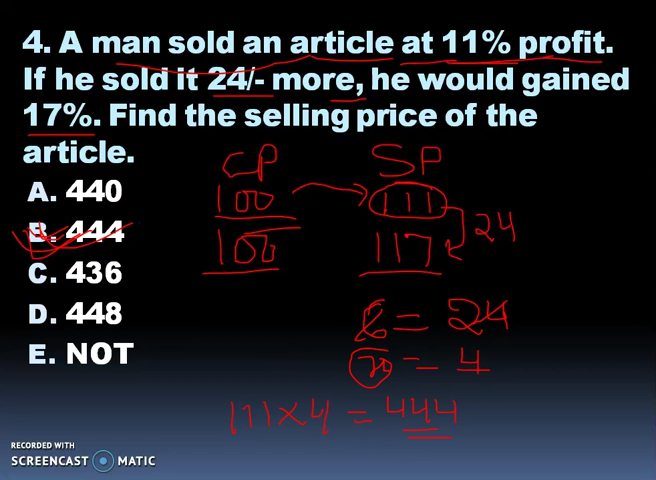 4. A man sold an article at 11% profit.
If he sold it 24/- more, he would gained
17%. Find the selling price of the
article.
CP SP
A. 440 100 111
B. 444 24
100 117
C. 436
D. 448 = 24
E. NOT = 4
111 × 4 = 444
RECORDED WITH
SCREENCAST MATIC